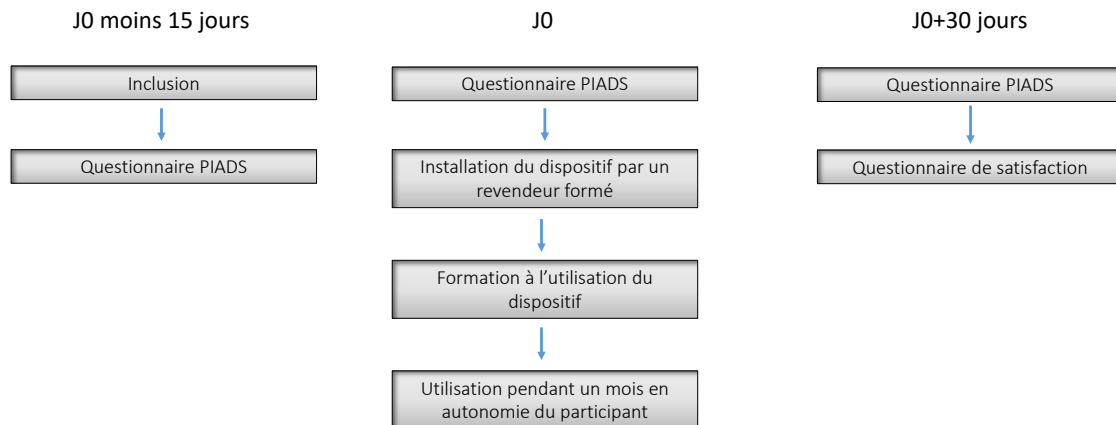 J0 moins 15 jours
Inclusion
Questionnaire PIADS
J0
Questionnaire PIADS
Installation du dispositif par un
revendeur formé
Formation à l'utilisation du
dispositif
Utilisation pendant un mois en
autonomie du participant
J0+30 jours
Questionnaire PIADS
Questionnaire de satisfaction